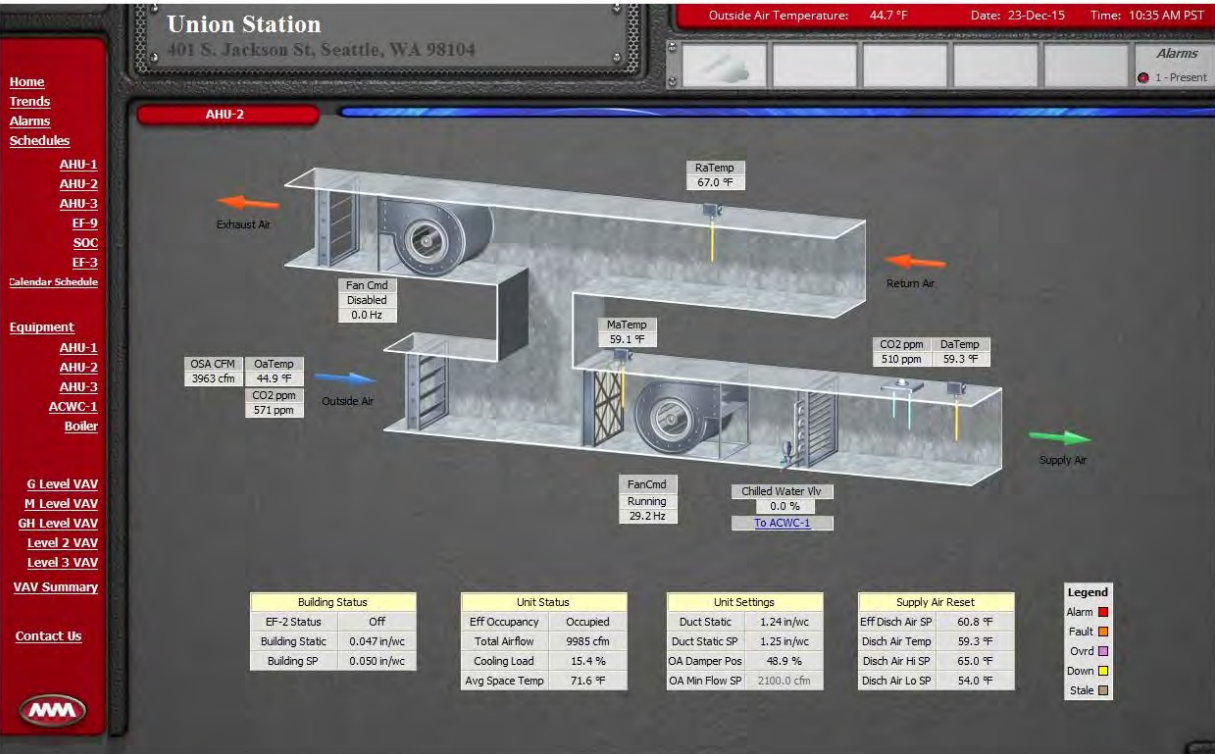 Union Station
401 S. Jackson St, Seattle, WA 98104
Outside Air Temperature: 44.7 °F Date: 23-Dec-15 Time: 10:35 AM PST
Alarms
1 - Present
Home
Trends
Alarms
Schedules
AHU-1
AHU-2
AHU-3
EF-9
SOC
EF-3
Calendar Schedule
Equipment
AHU-1
AHU-2
AHU-3
ACWC-1
Boiler
G Level VAV
M Level VAV
GH Level VAV
Level 2 VAV
Level 3 VAV
VAV Summary
Contact Us
AHU-2
RaTemp
67.0 °F
Exhaust Air
Return Air
Fan Cmd
Disabled
0.0 Hz
MaTemp
59.1 °F
CO2 ppm DaTemp
510 ppm 59.3 °F
OSA CFM OaTemp
3963 cfm 44.9 °F
CO2 ppm
571 ppm
Outside Air
Supply Air
FanCmd
Running
29.2 Hz
Chilled Water Vlv
0.0 %
To ACWC-1
Building Status
EF-2 Status Off
Building Static 0.047 in/wc
Building SP 0.050 in/wc
Unit Status
Eff Occupancy Occupied
Total Airflow 9985 cfm
Cooling Load 15.4 %
Avg Space Temp 71.6 °F
Unit Settings
Duct Static 1.24 in/wc
Duct Static SP 1.25 in/wc
OA Damper Pos 48.9 %
OA Min Flow SP 2100.0 cfm
Supply Air Reset
Eff Disch Air SP 60.8 °F
Disch Air Temp 59.3 °F
Disch Air Hi SP 65.0 °F
Disch Air Lo SP 54.0 °F
Legend
Alarm
Fault
Ovrd
Down
Stale